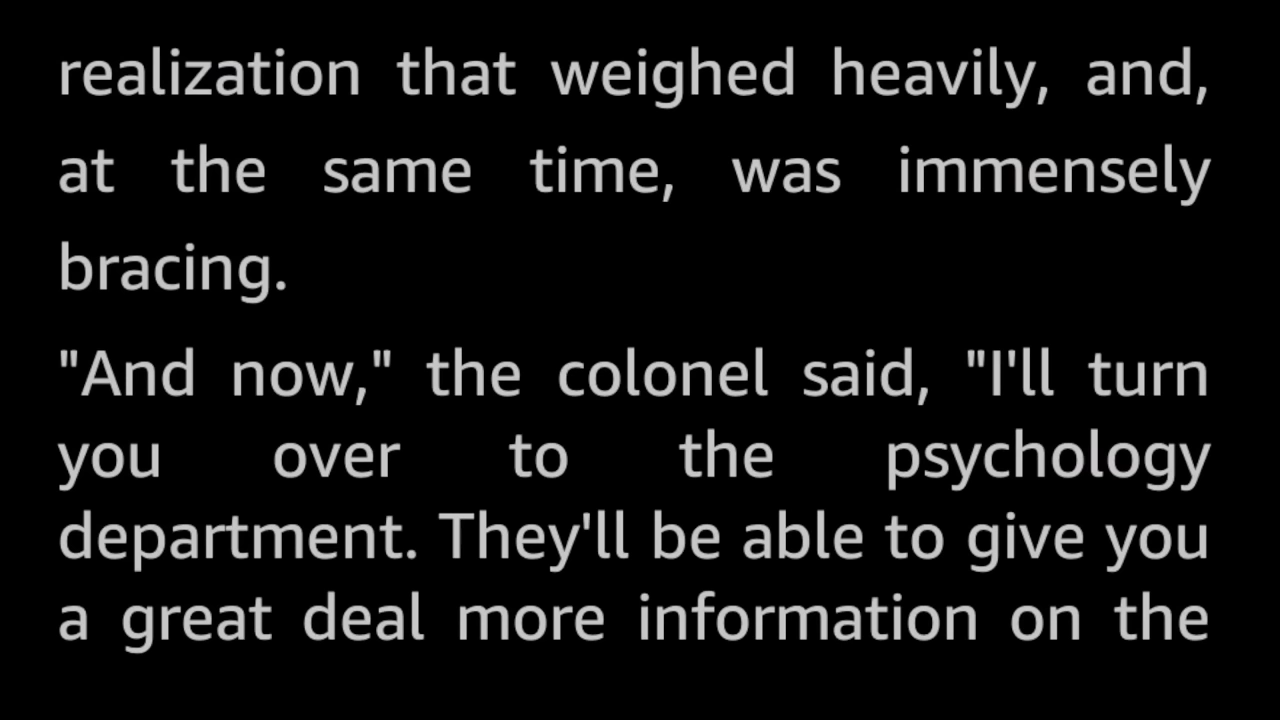 realization that weighed heavily, and,
at the same time, was immensely
bracing.
"And now," the colonel said, "I'll turn
you over to the psychology
department. They'll be able to give you
a great deal more information on the